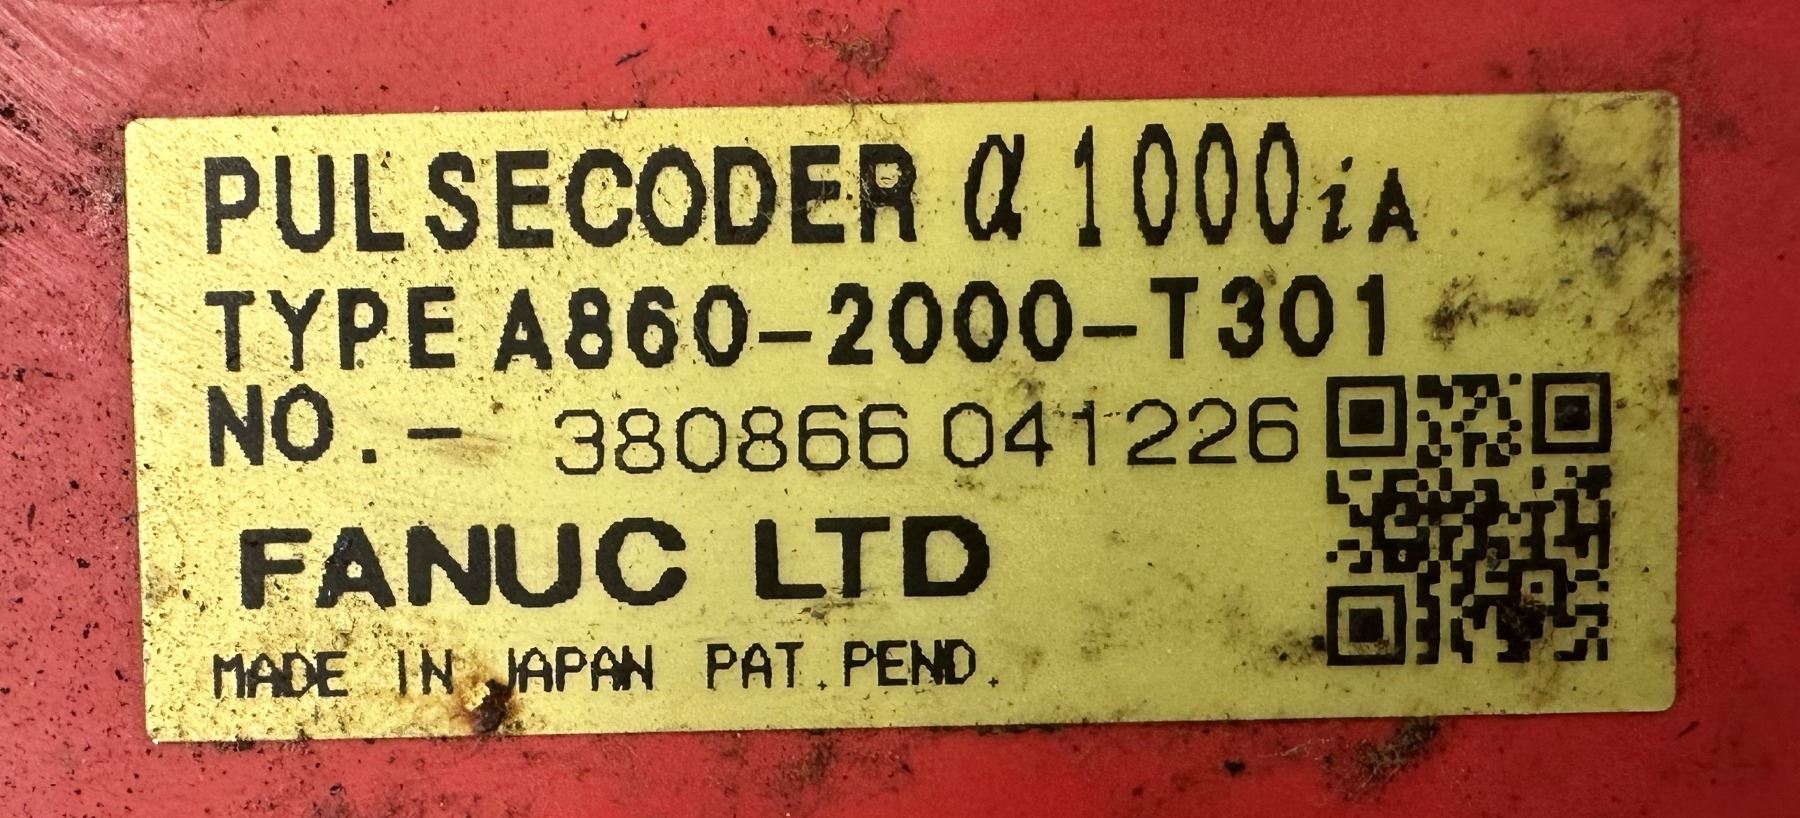 PULSECODER α1000iA
TYPE A860-2000-T301
NO. - 380866 041226
FANUC LTD
MADE IN JAPAN PAT. PEND.